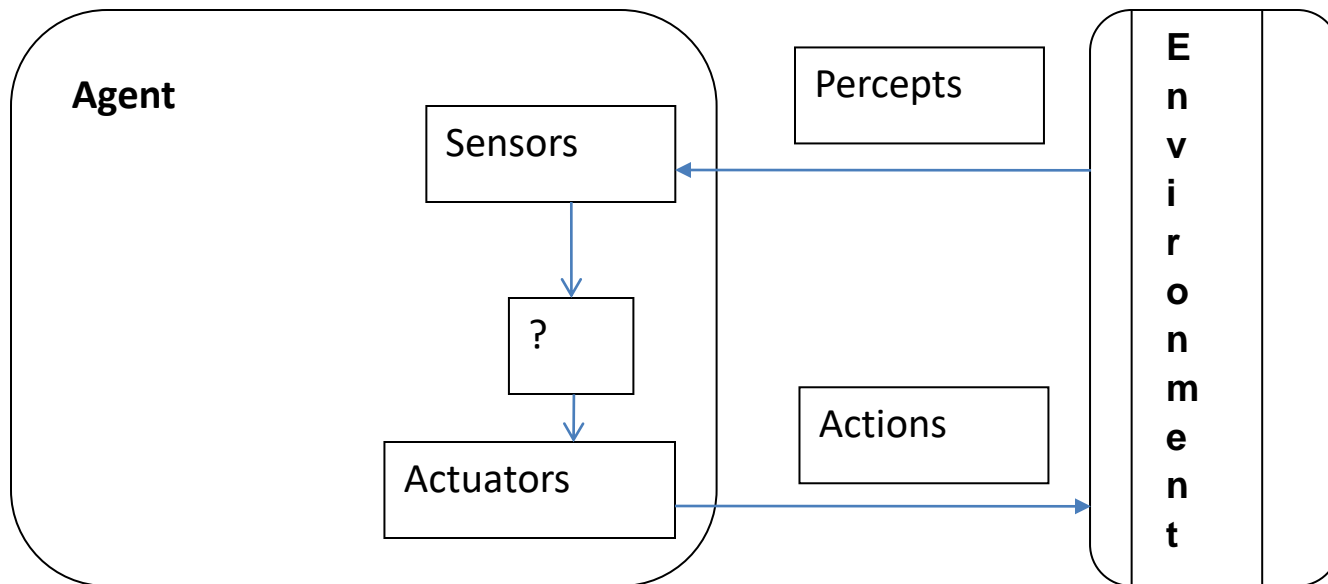 Agent
Sensors
?
Actuators
Percepts
Actions
E
n
v
i
r
o
n
m
e
n
t